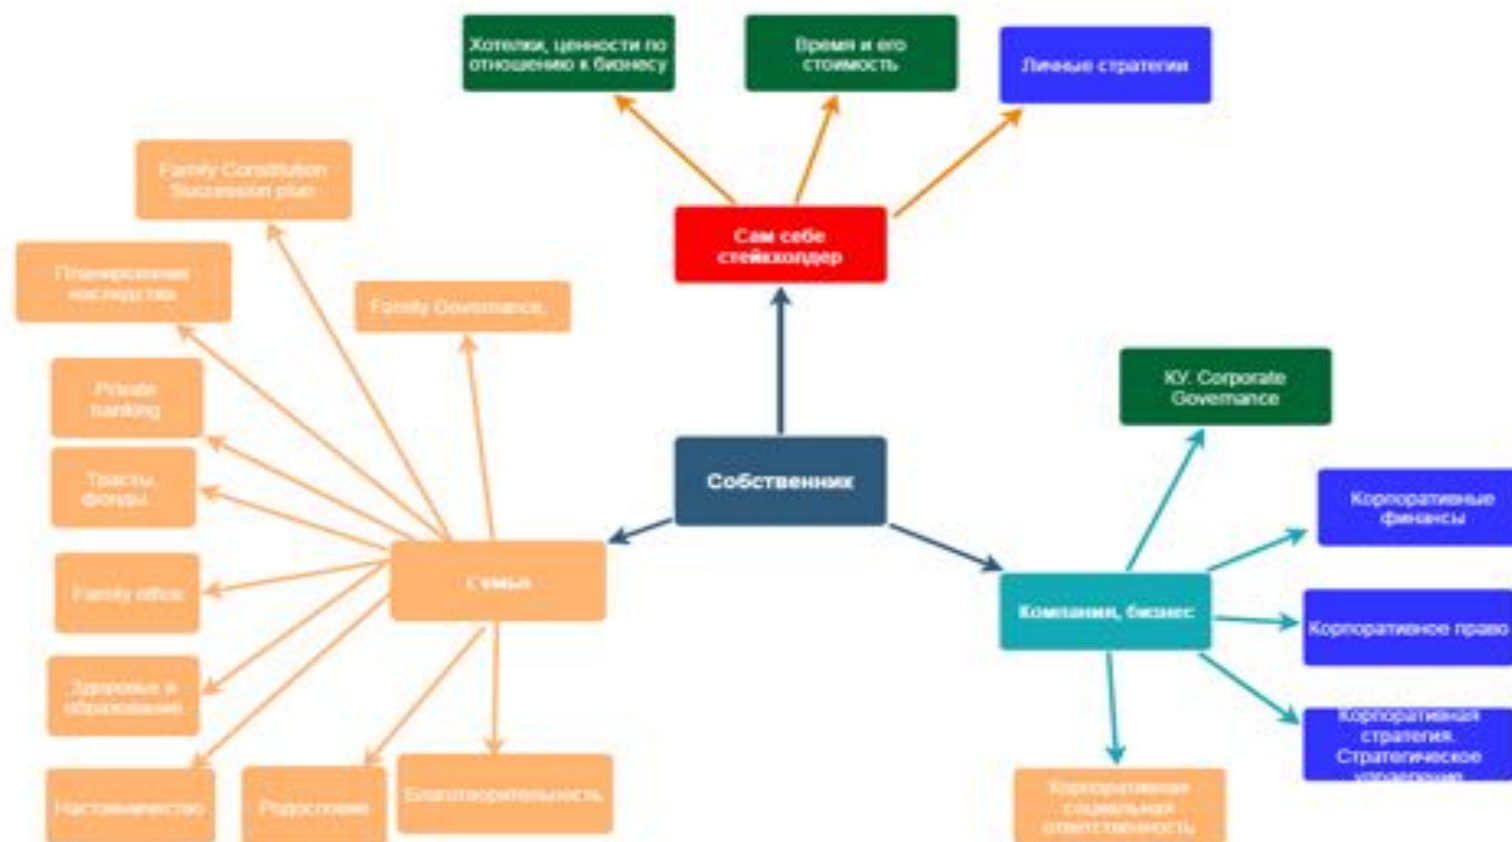 Хотелки, ценности по
отношению к бизнесу
Время и его
стоимость
Личные стратегии
Family Constitution
Succession plan
Сам себе
стейкхолдер
Планирование
наследства
Family Governance,
Private
banking
КУ. Corporate
Governance
Трасты,
фонды...
Собственник
Корпоративные
финансы
Family office
Семья
Компания, бизнес
Корпоративное право
Здоровье и
образование
Корпоративная
стратегия.
Стратегическое
управление
Наставничество
Родословие
Благотворительность
Корпоративная
социальная
ответственность